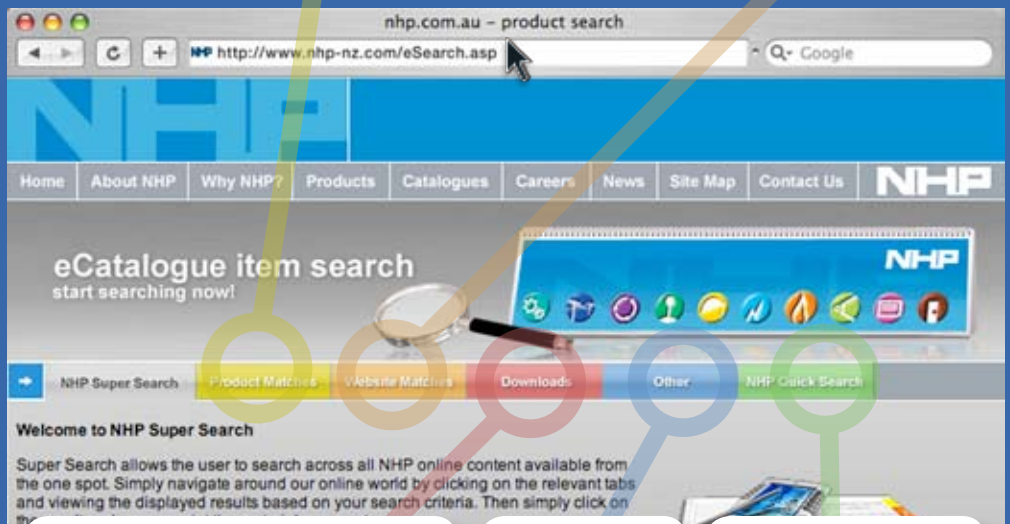 nhp.com.au – product search
NHP http://www.nhp-nz.com/eSearch.asp
Google
NHP
Home About NHP Why NHP? Products Catalogues Careers News Site Map Contact Us NHP
eCatalogue item search
start searching now!
NHP
NHP Super Search Product Matches Website Matches Downloads Other NHP Quick Search
Welcome to NHP Super Search
Super Search allows the user to search across all NHP online content available from
the one spot. Simply navigate around our online world by clicking on the relevant tabs
and viewing the displayed results based on your search criteria. Then simply click on